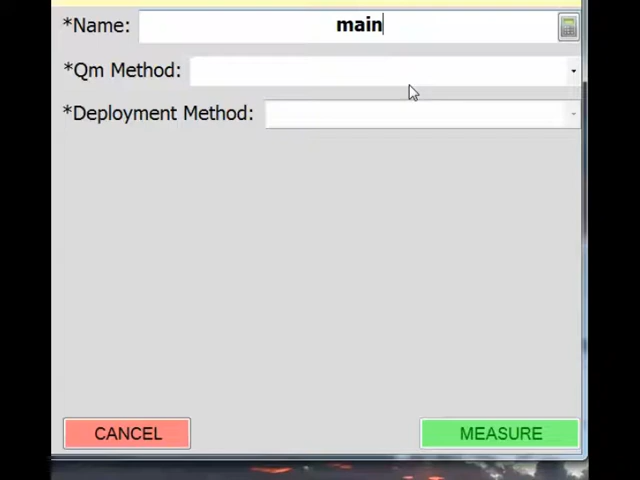 *Name: main
*Qm Method:
*Deployment Method:
CANCEL MEASURE